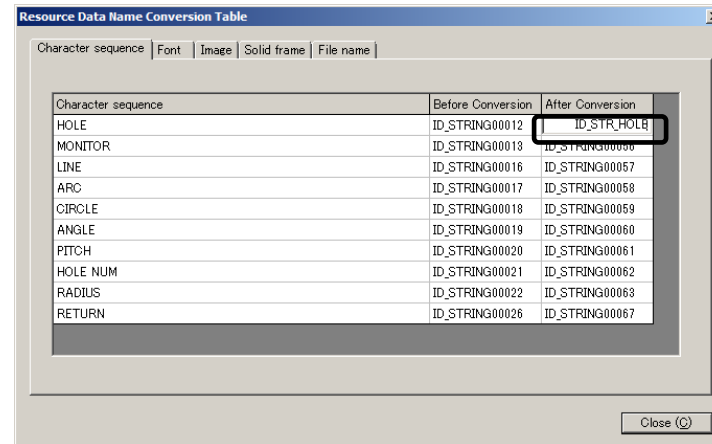 Resource Data Name Conversion Table
Character sequence Font Image Solid frame File name
Character sequence Before Conversion After Conversion
HOLE ID_STRING00012 ID_STR_HOLE
MONITOR ID_STRING00013 ID_STRING00056
LINE ID_STRING00016 ID_STRING00057
ARC ID_STRING00017 ID_STRING00058
CIRCLE ID_STRING00018 ID_STRING00059
ANGLE ID_STRING00019 ID_STRING00060
PITCH ID_STRING00020 ID_STRING00061
HOLE NUM ID_STRING00021 ID_STRING00062
RADIUS ID_STRING00022 ID_STRING00063
RETURN ID_STRING00026 ID_STRING00067
Close (C)